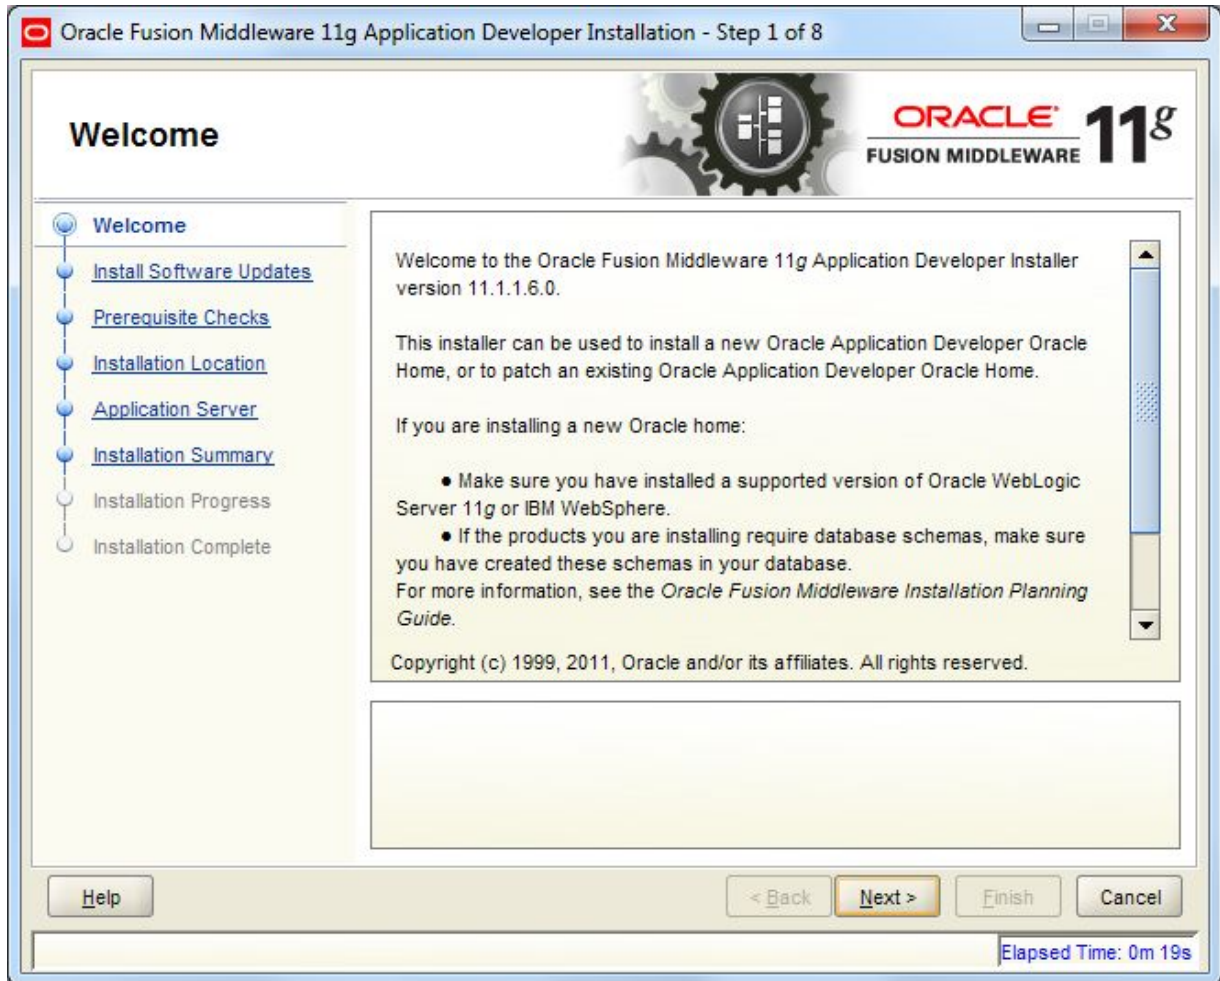 Oracle Fusion Middleware 11g Application Developer Installation - Step 1 of 8
Welcome
ORACLE
FUSION MIDDLEWARE
11g
Welcome
Install Software Updates
Prerequisite Checks
Installation Location
Application Server
Installation Summary
Installation Progress
Installation Complete
Welcome to the Oracle Fusion Middleware 11g Application Developer Installer
version 11.1.1.6.0.
This installer can be used to install a new Oracle Application Developer Oracle
Home, or to patch an existing Oracle Application Developer Oracle Home.
If you are installing a new Oracle home:
● Make sure you have installed a supported version of Oracle WebLogic
Server 11g or IBM WebSphere.
● If the products you are installing require database schemas, make sure
you have created these schemas in your database.
For more information, see the Oracle Fusion Middleware Installation Planning
Guide.
Copyright (c) 1999, 2011, Oracle and/or its affiliates. All rights reserved.
Help
< Back
Next >
Finish
Cancel
Elapsed Time: 0m 19s